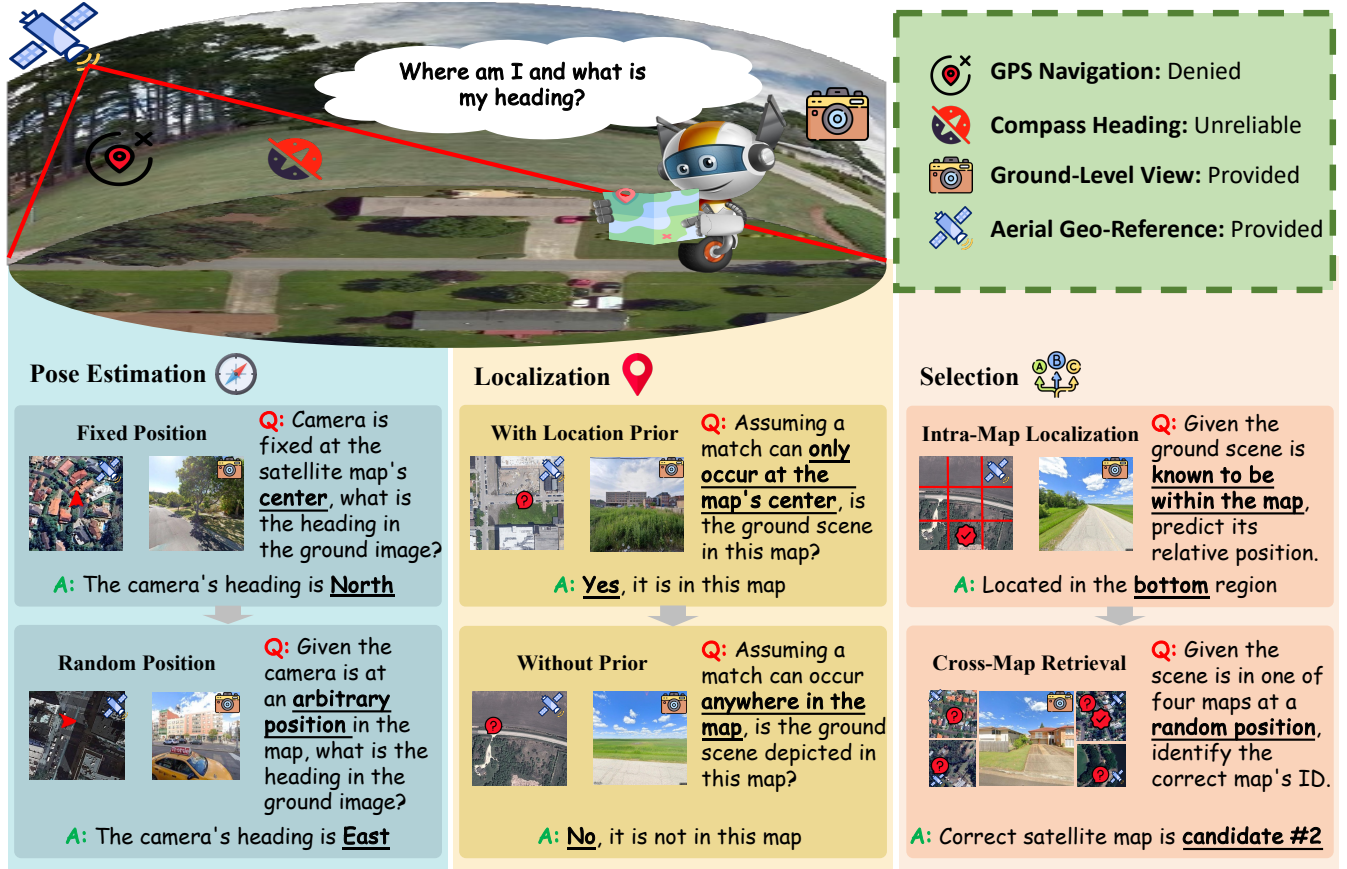 Where am I and what is
my heading?
GPS Navigation: Denied
Compass Heading: Unreliable
Ground-Level View: Provided
Aerial Geo-Reference: Provided
Pose Estimation
Fixed Position
Q: Camera is
fixed at the
satellite map's
center, what is
the heading in
the ground image?
A: The camera's heading is North
Random Position
Q: Given the
camera is at
an arbitrary
position in the
map, what is the
heading in the
ground image?
A: The camera's heading is East
Localization
With Location Prior
Q: Assuming a
match can only
occur at the
map's center, is
the ground scene
in this map?
A: Yes, it is in this map
Without Prior
Q: Assuming a
match can occur
anywhere in the
map, is the ground
scene depicted in
this map?
A: No, it is not in this map
Selection
A B C
Intra-Map Localization
Q: Given the
ground scene is
known to be
within the map,
predict its
relative position.
A: Located in the bottom region
Cross-Map Retrieval
Q: Given the
scene is in one of
four maps at a
random position,
identify the
correct map's ID.
A: Correct satellite map is candidate #2